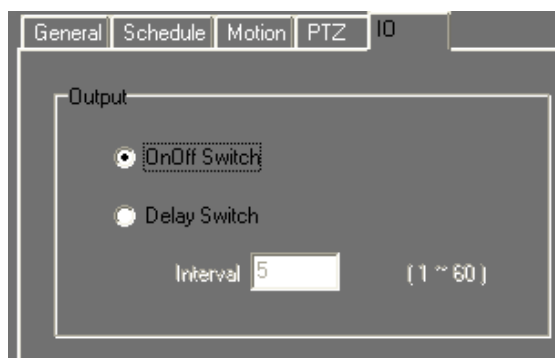 General Schedule Motion PTZ IO
Output
OnOff Switch
Delay Switch
Interval 5 ( 1 ~ 60 )